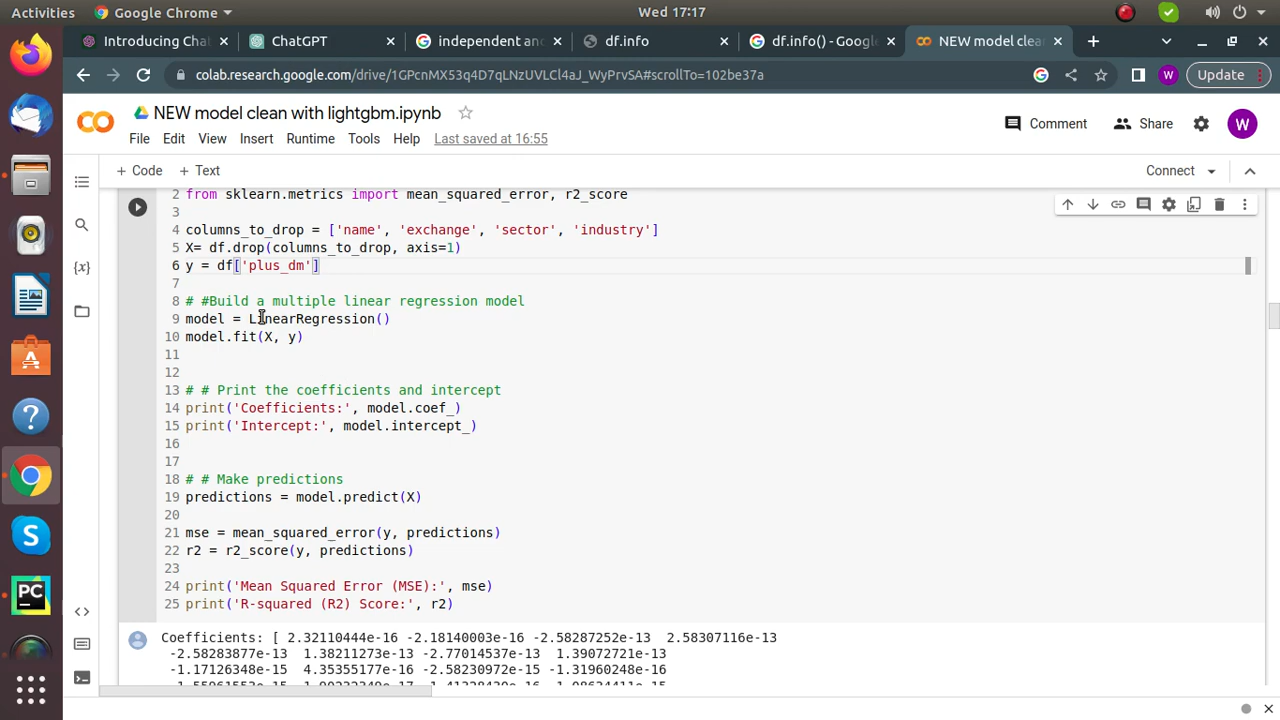 Activities Google Chrome Wed 17:17
Introducing Cha ChatGPT independent an df.info df.info() - Goog NEW model clea
colab.research.google.com/drive/1GPcnMX53q4D7qLNzUVLCl4aJ_WyPrvSA#scrollTo=102be37a W Update
NEW model clean with lightgbm.ipynb
Comment Share W
File Edit View Insert Runtime Tools Help Last saved at 16:55
+ Code + Text Connect
2 from sklearn.metrics import mean_squared_error, r2_score
3
4 columns_to_drop = ['name', 'exchange', 'sector', 'industry']
5 X= df.drop(columns_to_drop, axis=1)
6 y = df['plus_dm']
7
8 # #Build a multiple linear regression model
9 model = LinearRegression()
10 model.fit(X, y)
11
12
13 # # Print the coefficients and intercept
14 print('Coefficients:', model.coef_)
15 print('Intercept:', model.intercept_)
16
17
18 # # Make predictions
19 predictions = model.predict(X)
20
21 mse = mean_squared_error(y, predictions)
22 r2 = r2_score(y, predictions)
23
24 print('Mean Squared Error (MSE):', mse)
25 print('R-squared (R2) Score:', r2)
Coefficients: [ 2.32110444e-16 -2.18140003e-16 -2.58287252e-13 2.58307116e-13
-2.58283877e-13 1.38211273e-13 -2.77014537e-13 1.39072721e-13
-1.17126348e-15 4.35355177e-16 -2.58230972e-15 -1.31960248e-16